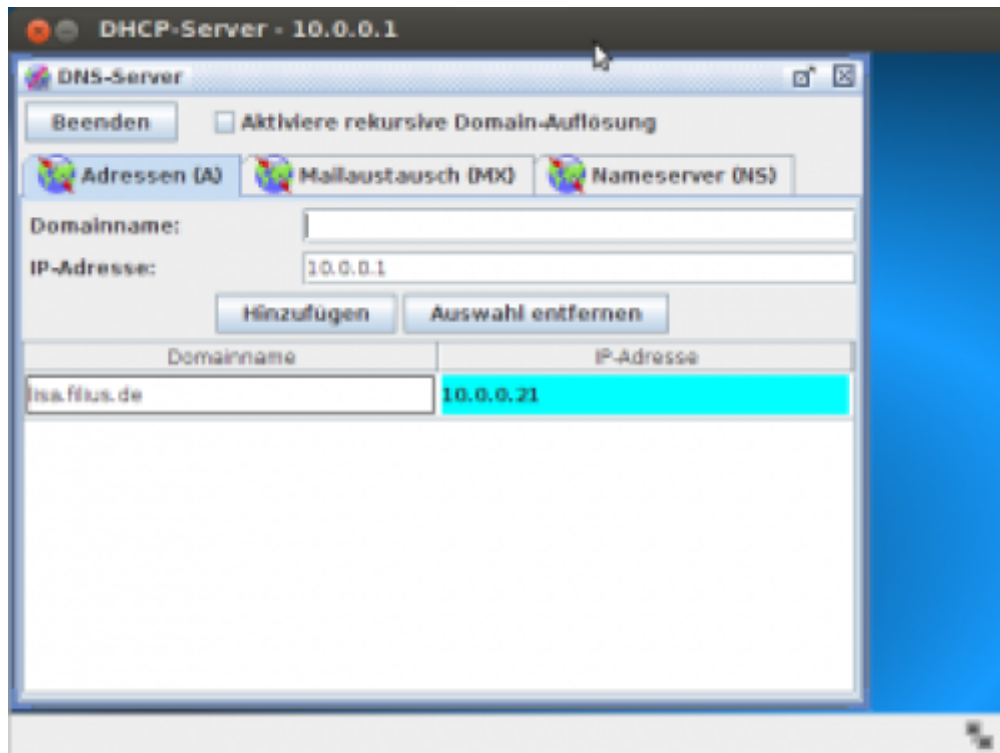 DHCP-Server - 10.0.0.1
DNS-Server
Beenden Aktiviere rekursive Domain-Auflösung
Adressen (A) Mailaustausch (MX) Nameserver (NS)
Domainname:
IP-Adresse: 10.0.0.1
Hinzufügen Auswahl entfernen
Domainname IP-Adresse
lisa.filius.de 10.0.0.21